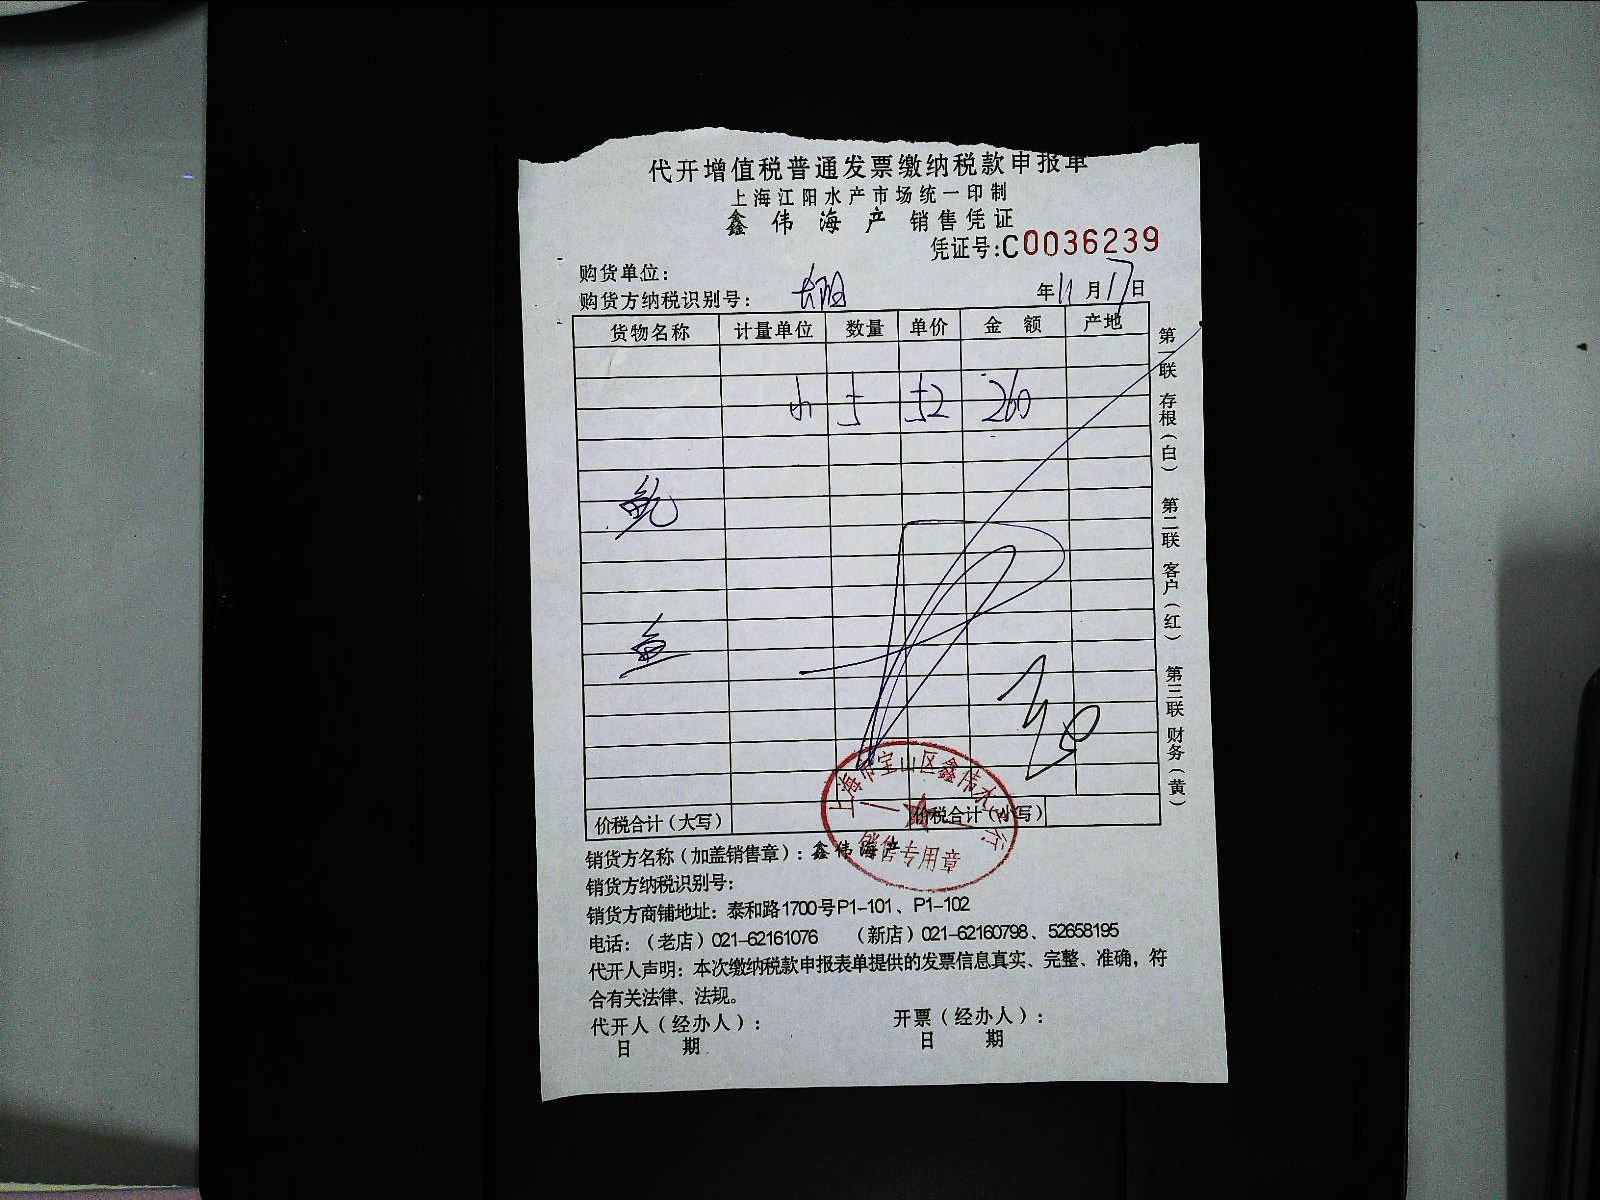 代开增值税普通发票缴纳税款申报单
上海江阳水产市场统一印制
鑫伟海产 销售凭证
凭证号:C0036239
购货单位:
购货方纳税识别号:
年11月17日
货物名称 计量单位 数量 单价 金额 产地
52 260
鲍
鱼
价税合计(大写) 价税合计(小写)
第一联 存根(白) 第二联 客户(红) 第三联 财务(黄)
上海市宝山区鑫伟水产行
销售专用章
销货方名称(加盖销售章): 鑫伟海产
销货方纳税识别号:
销货方商铺地址: 泰和路1700号P1-101、P1-102
电话:(老店)021-62161076 (新店)021-62160798、52658195
代开人声明: 本次缴纳税款申报表单提供的发票信息真实、完整、准确, 符
合有关法律、法规。
代开人(经办人): 开票(经办人):
日期 日期